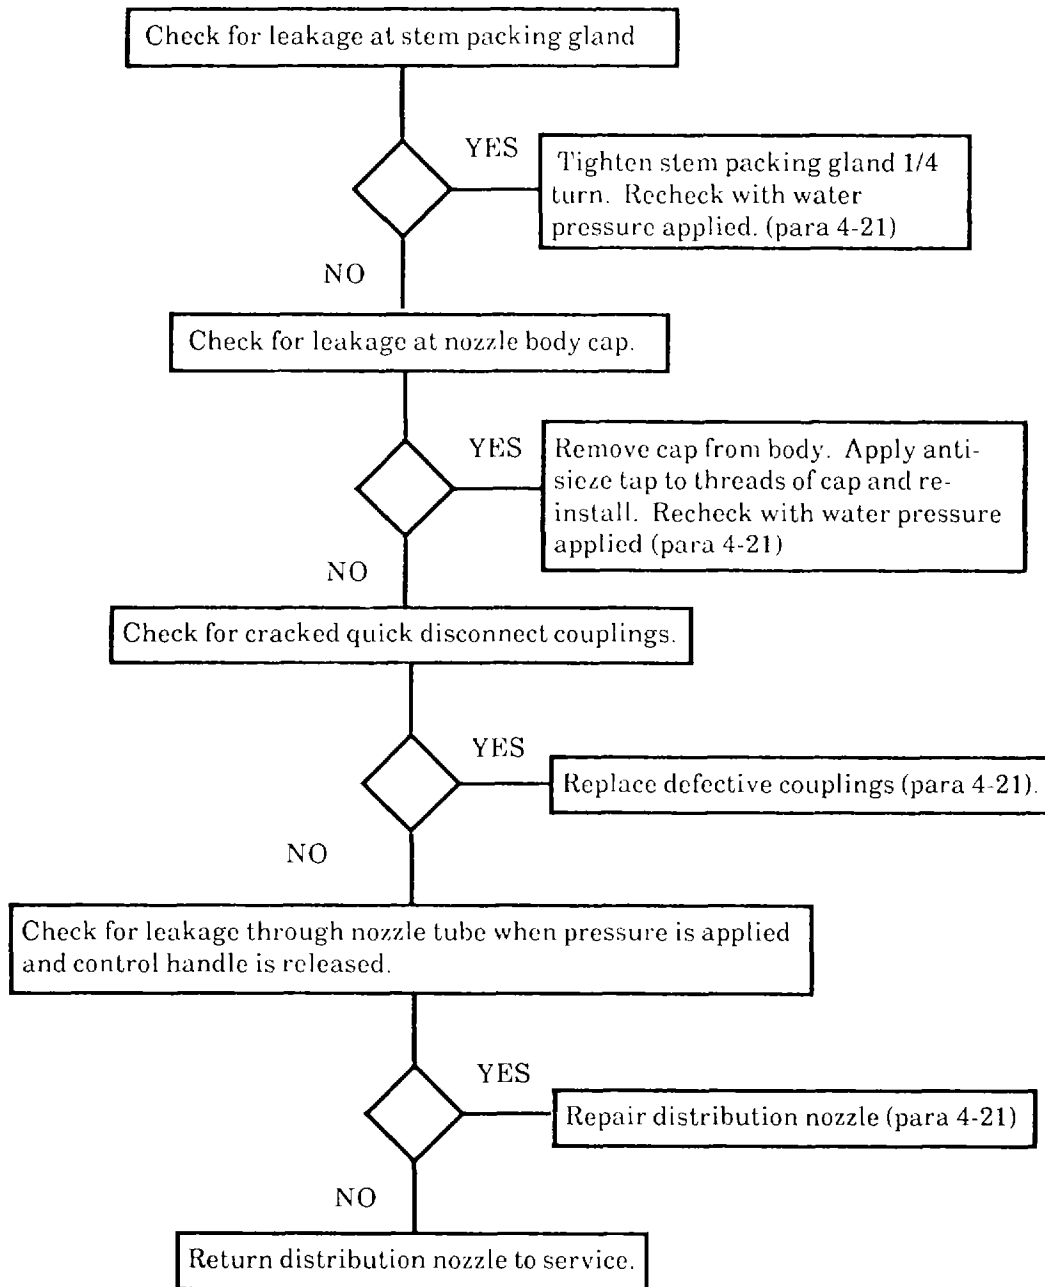 Check for leakage at stem packing gland
YES
Tighten stem packing gland 1/4
turn. Recheck with water
pressure applied. (para 4-21)
NO
Check for leakage at nozzle body cap.
YES
Remove cap from body. Apply anti-
sieze tap to threads of cap and re-
install. Recheck with water pressure
applied (para 4-21)
NO
Check for cracked quick disconnect couplings.
YES
Replace defective couplings (para 4-21).
NO
Check for leakage through nozzle tube when pressure is applied
and control handle is released.
YES
Repair distribution nozzle (para 4-21)
NO
Return distribution nozzle to service.